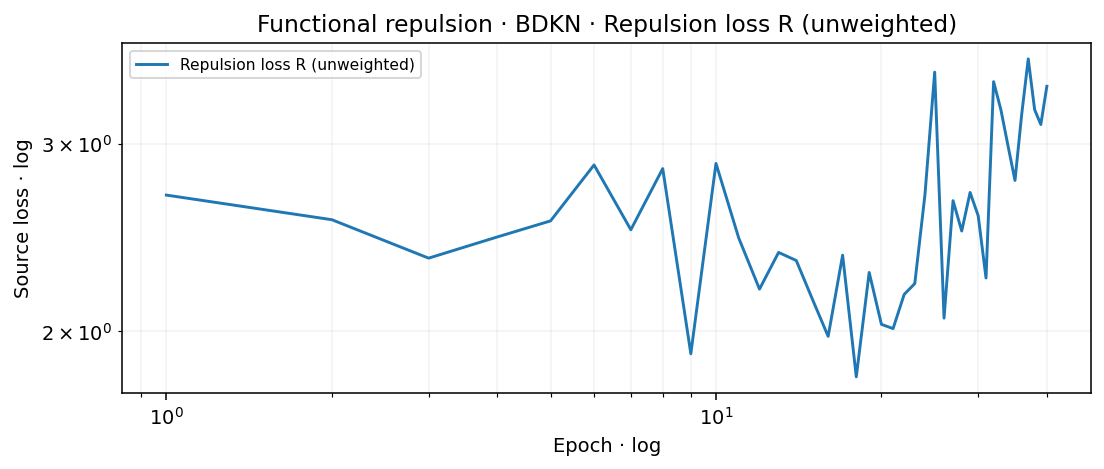 Functional repulsion · BDKN · Repulsion loss R (unweighted)
Repulsion loss R (unweighted)
Source loss · log
3 × 10⁰
2 × 10⁰
10⁰
10¹
Epoch · log